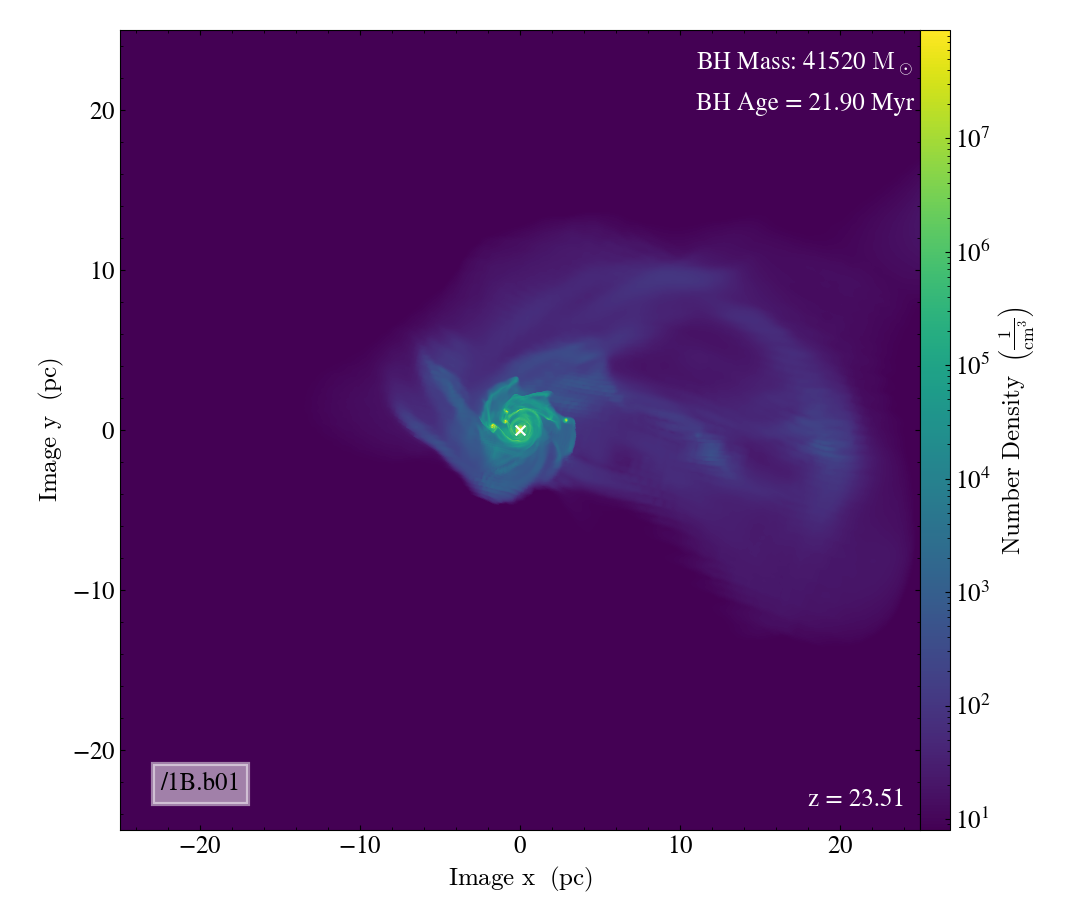 BH Mass: 41520 M☉
BH Age = 21.90 Myr
20
10
0
−10
−20
Image y (pc)
/1B.b01
z = 23.51
−20 −10 0 10 20
Image x (pc)
10⁷
10⁶
10⁵
10⁴
10³
10²
10¹
Number Density (1/cm³)